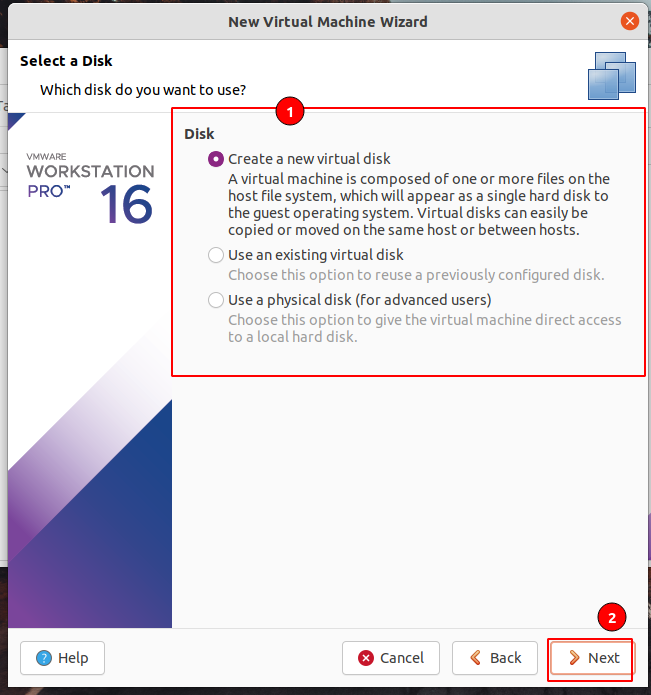 New Virtual Machine Wizard
Select a Disk
Which disk do you want to use?
1
VMWARE
WORKSTATION
PRO™ 16
Disk
Create a new virtual disk
A virtual machine is composed of one or more files on the
host file system, which will appear as a single hard disk to
the guest operating system. Virtual disks can easily be
copied or moved on the same host or between hosts.
Use an existing virtual disk
Choose this option to reuse a previously configured disk.
Use a physical disk (for advanced users)
Choose this option to give the virtual machine direct access
to a local hard disk.
2
Help
Cancel
Back
Next